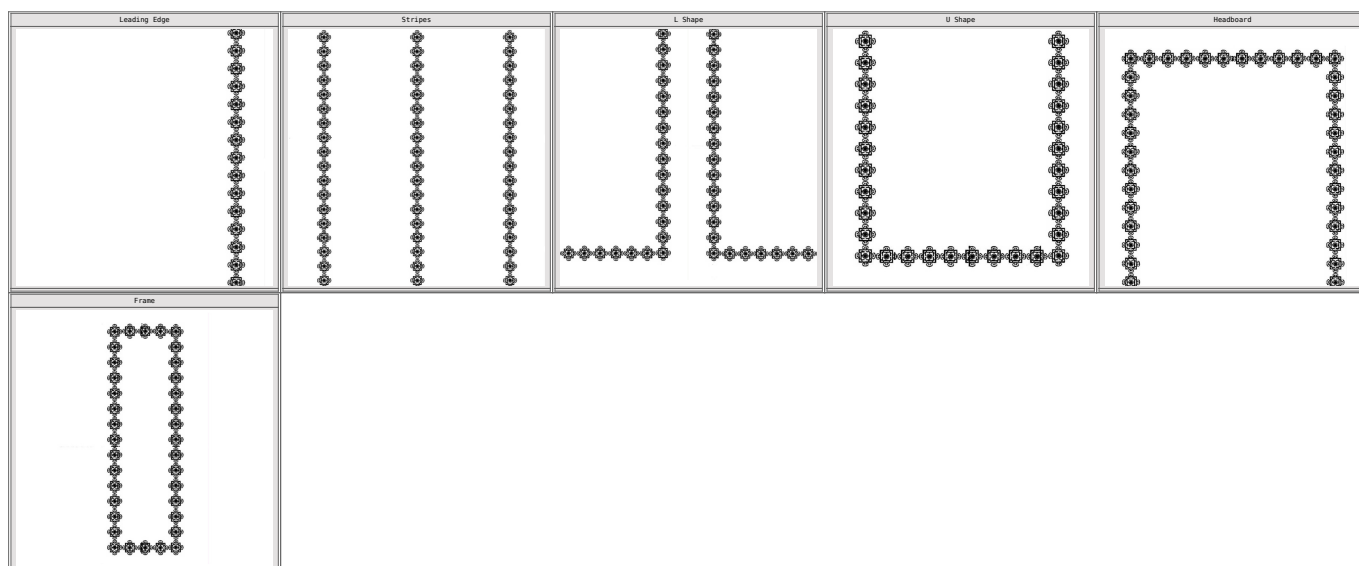 Leading Edge
Stripes
L Shape
U Shape
Headboard
Frame